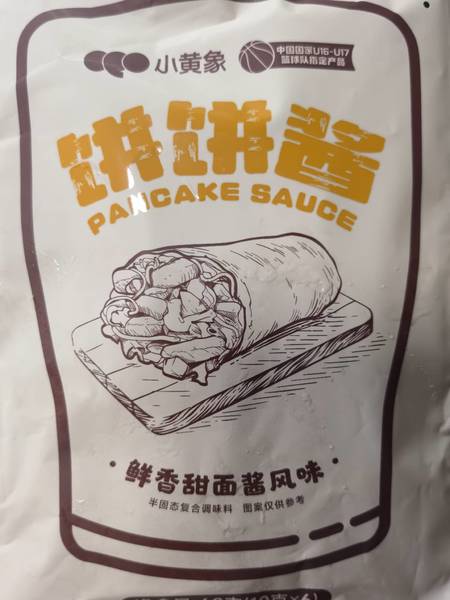 小黄象
中国国家U16-U17
篮球队指定产品
饼饼酱
PANCAKE SAUCE
·鲜香甜面酱风味·
半固态复合调味料 图案仅供参考